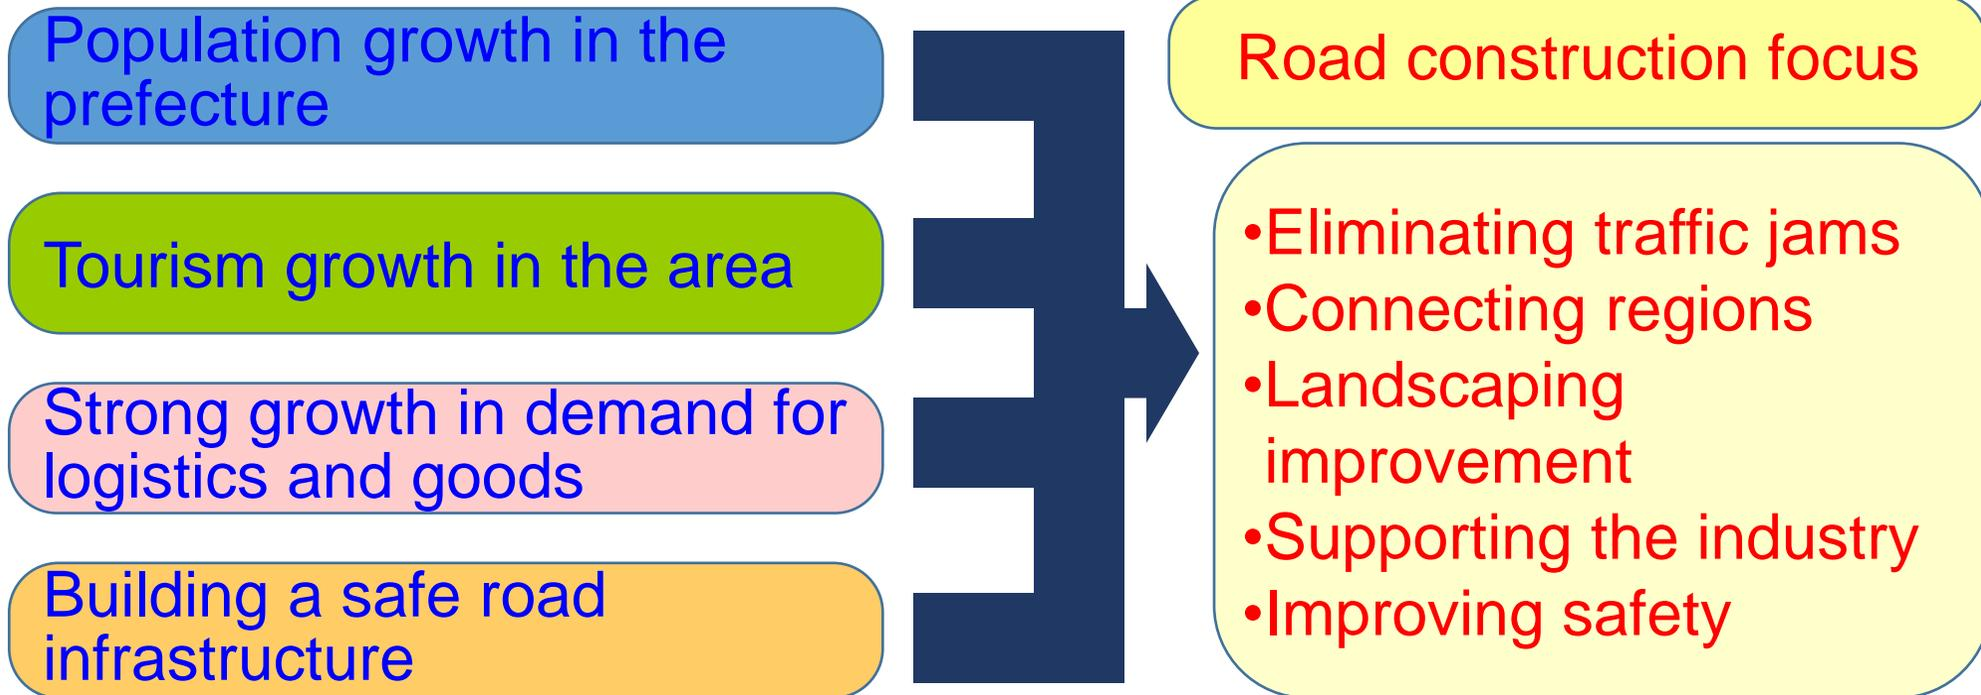 Population growth in the
prefecture
Tourism growth in the area
Strong growth in demand for
logistics and goods
Building a safe road
infrastructure
Road construction focus
•Eliminating traffic jams
•Connecting regions
•Landscaping
improvement
•Supporting the industry
•Improving safety